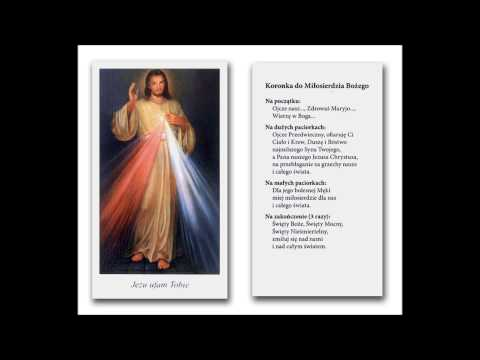 Jezu ufam Tobie
Koronka do Miłosierdzia Bożego
Na początku:
Ojcze nasz..., Zdrowaś Maryjo...,
Wierzę w Boga...
Na dużych paciorkach:
Ojcze Przedwieczny, ofiaruję Ci
Ciało i Krew, Duszę i Bóstwo
najmilszego Syna Twojego,
a Pana naszego Jezusa Chrystusa,
na przebłaganie za grzechy nasze
i całego świata.
Na małych paciorkach:
Dla jego bolesnej Męki
miej miłosierdzie dla nas
i całego świata.
Na zakończenie (3 razy):
Święty Boże, Święty Mocny,
Święty Nieśmiertelny,
zmiłuj się nad nami
i nad całym światem.